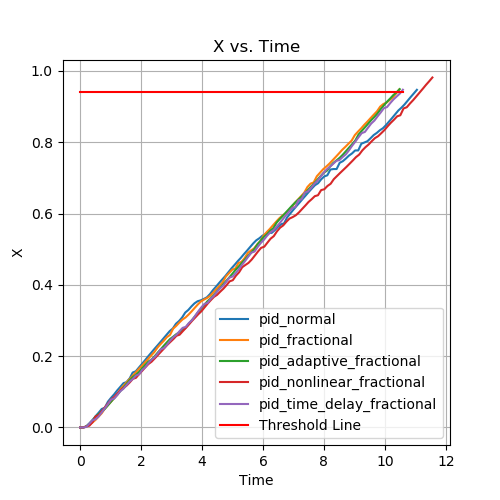 X vs. Time
1.0
0.8
0.6
0.4
0.2
0.0
X
pid_normal
pid_fractional
pid_adaptive_fractional
pid_nonlinear_fractional
pid_time_delay_fractional
Threshold Line
0 2 4 6 8 10 12
Time